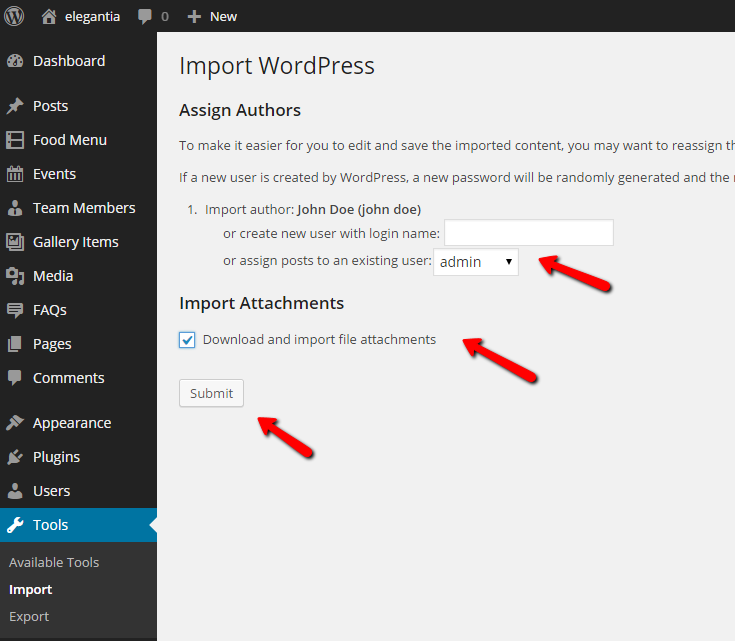 elegantia 0 New
Dashboard
Posts
Food Menu
Events
Team Members
Gallery Items
Media
FAQs
Pages
Comments
Appearance
Plugins
Users
Tools
Available Tools
Import
Export
Import WordPress
Assign Authors
To make it easier for you to edit and save the imported content, you may want to reassign
If a new user is created by WordPress, a new password will be randomly generated and the
1. Import author: John Doe (john doe)
or create new user with login name:
or assign posts to an existing user: admin
Import Attachments
Download and import file attachments
Submit